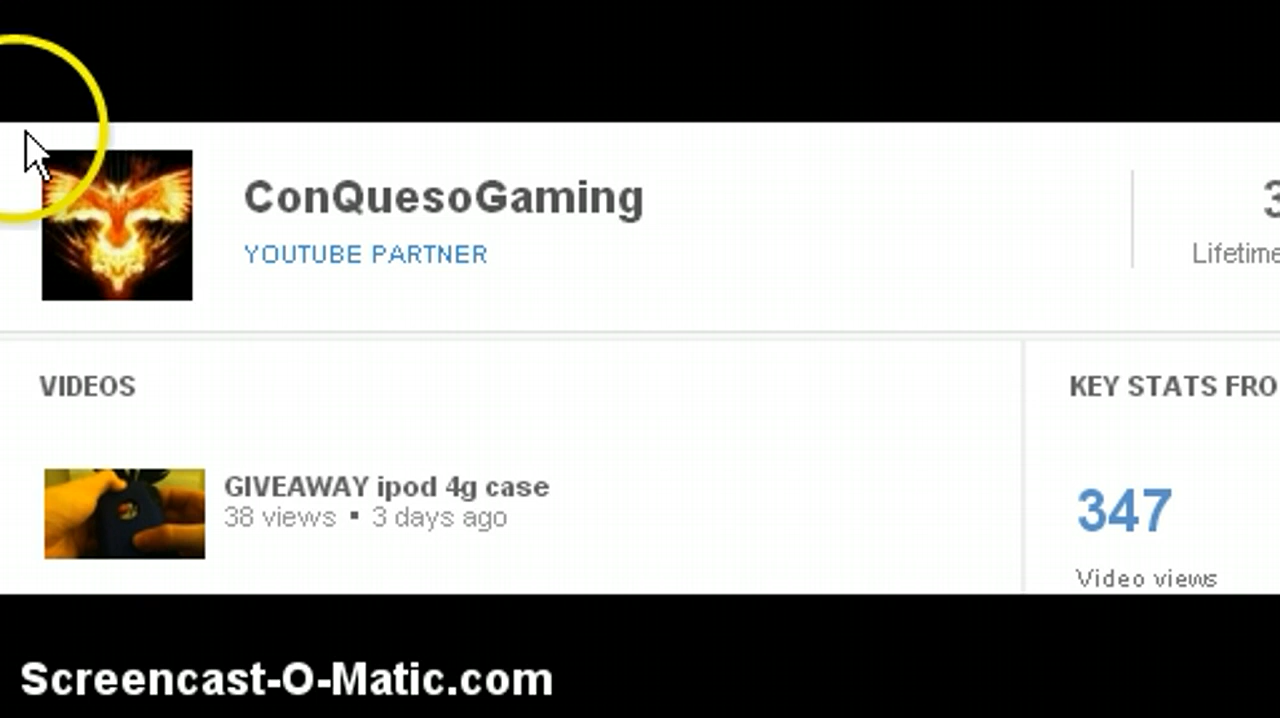 ConQuesoGaming
YOUTUBE PARTNER
3
Lifetime
VIDEOS
KEY STATS FRO
GIVEAWAY ipod 4g case
38 views ▪ 3 days ago
347
Video views
Screencast-O-Matic.com